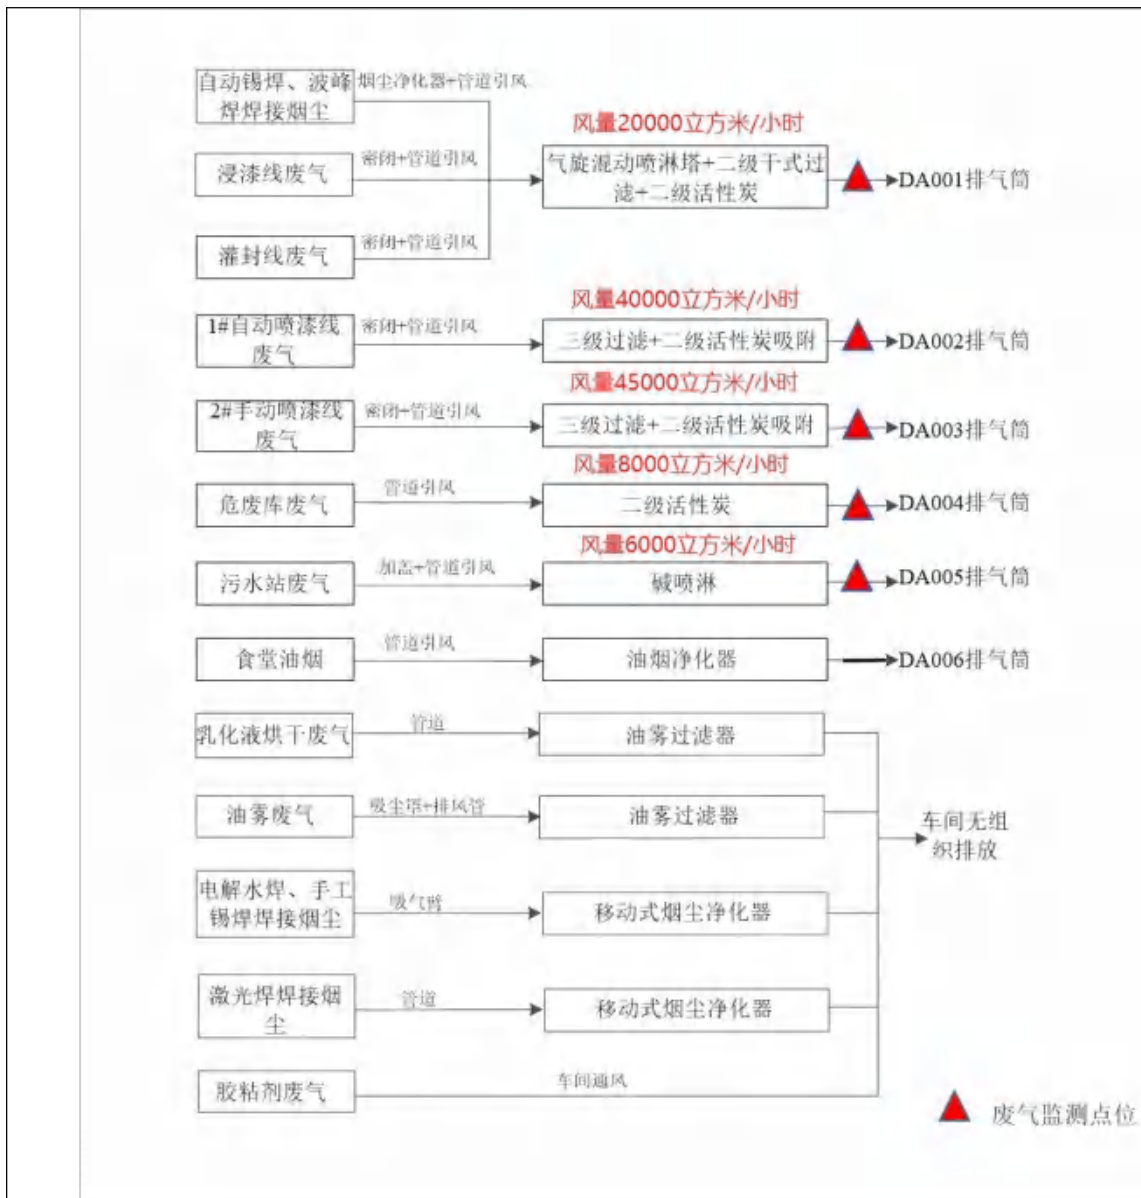 自动锡焊、波峰
焊焊接烟尘
烟尘净化器+管道引风
风量20000立方米/小时
浸漆线废气
密闭+管道引风
气旋混动喷淋塔+二级干式过
滤+二级活性炭
DA001排气筒
灌封线废气
密闭+管道引风
风量40000立方米/小时
1#自动喷漆线
废气
密闭+管道引风
三级过滤+二级活性炭吸附
DA002排气筒
风量45000立方米/小时
2#手动喷漆线
废气
密闭+管道引风
三级过滤+二级活性炭吸附
DA003排气筒
风量8000立方米/小时
危废库废气
管道引风
二级活性炭
DA004排气筒
风量6000立方米/小时
污水站废气
加盖+管道引风
碱喷淋
DA005排气筒
食堂油烟
管道引风
油烟净化器
DA006排气筒
乳化液烘干废气
管道
油雾过滤器
油雾废气
吸尘罩+排风管
油雾过滤器
车间无组
织排放
电解水焊、手工
锡焊焊接烟尘
吸气臂
移动式烟尘净化器
激光焊焊接烟
尘
管道
移动式烟尘净化器
胶粘剂废气
车间通风
废气监测点位